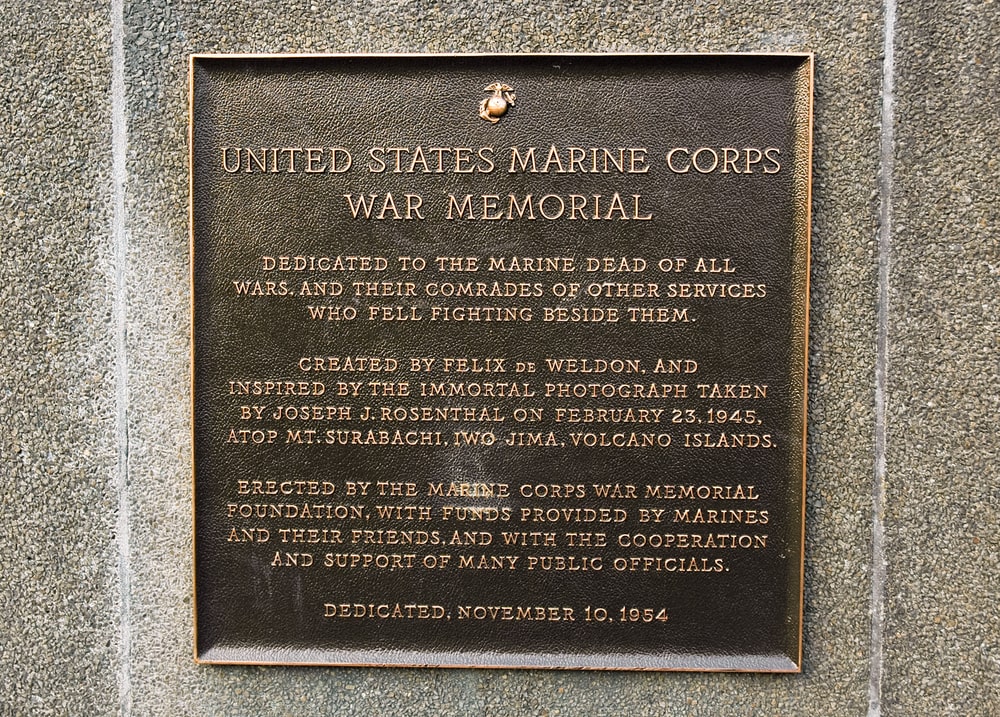 UNITED STATES MARINE CORPS
WAR MEMORIAL
DEDICATED TO THE MARINE DEAD OF ALL
WARS, AND THEIR COMRADES OF OTHER SERVICES
WHO FELL FIGHTING BESIDE THEM.
CREATED BY FELIX DE WELDON, AND
INSPIRED BY THE IMMORTAL PHOTOGRAPH TAKEN
BY JOSEPH J. ROSENTHAL ON FEBRUARY 23, 1945,
ATOP MT. SURABACHI, IWO JIMA, VOLCANO ISLANDS.
ERECTED BY THE MARINE CORPS WAR MEMORIAL
FOUNDATION, WITH FUNDS PROVIDED BY MARINES
AND THEIR FRIENDS, AND WITH THE COOPERATION
AND SUPPORT OF MANY PUBLIC OFFICIALS.
DEDICATED, NOVEMBER 10, 1954